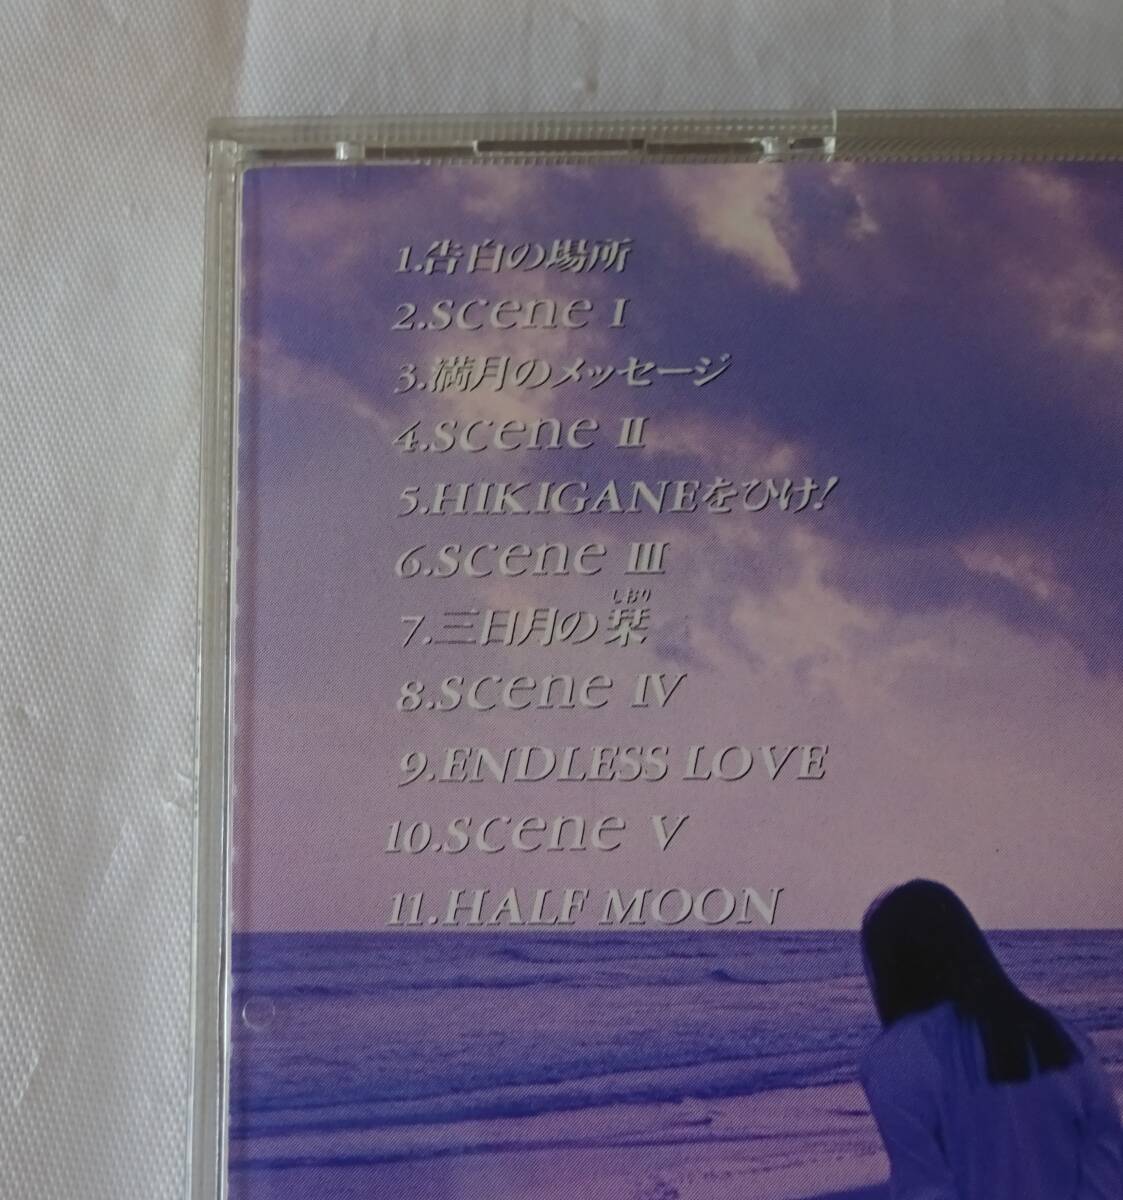 1.告白の場所
2.scene I
3.満月のメッセージ
4.scene II
5.HIKIGANEをひけ!
6.scene III
しおり
7.三日月の栞
8.scene IV
9.ENDLESS LOVE
10.scene V
11.HALF MOON